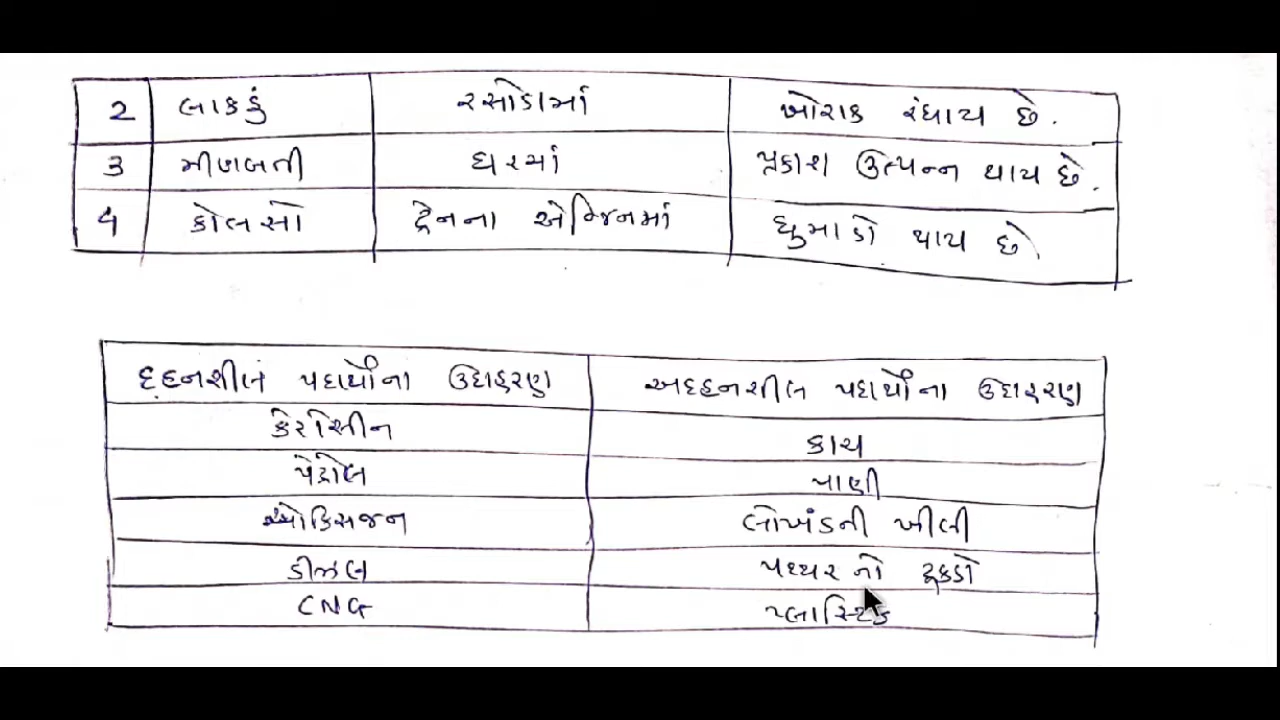 2 લાકડું રસોડામાં ખોરાક રંધાય છે.
3 મીણબત્તી ઘરમાં પ્રકાશ ઉત્પન્ન થાય છે.
4 કોલસો ટ્રેનના એન્જિનમાં ધુમાડો થાય છે
દહનશીલ પદાર્થોના ઉદાહરણ અદહનશીલ પદાર્થોના ઉદાહરણ
કેરોસીન કાચ
પેટ્રોલ પાણી
ઓક્સિજન લોખંડની ખીલી
ડીઝલ પથ્થર નો ટૂકડો
CNG પ્લાસ્ટિક